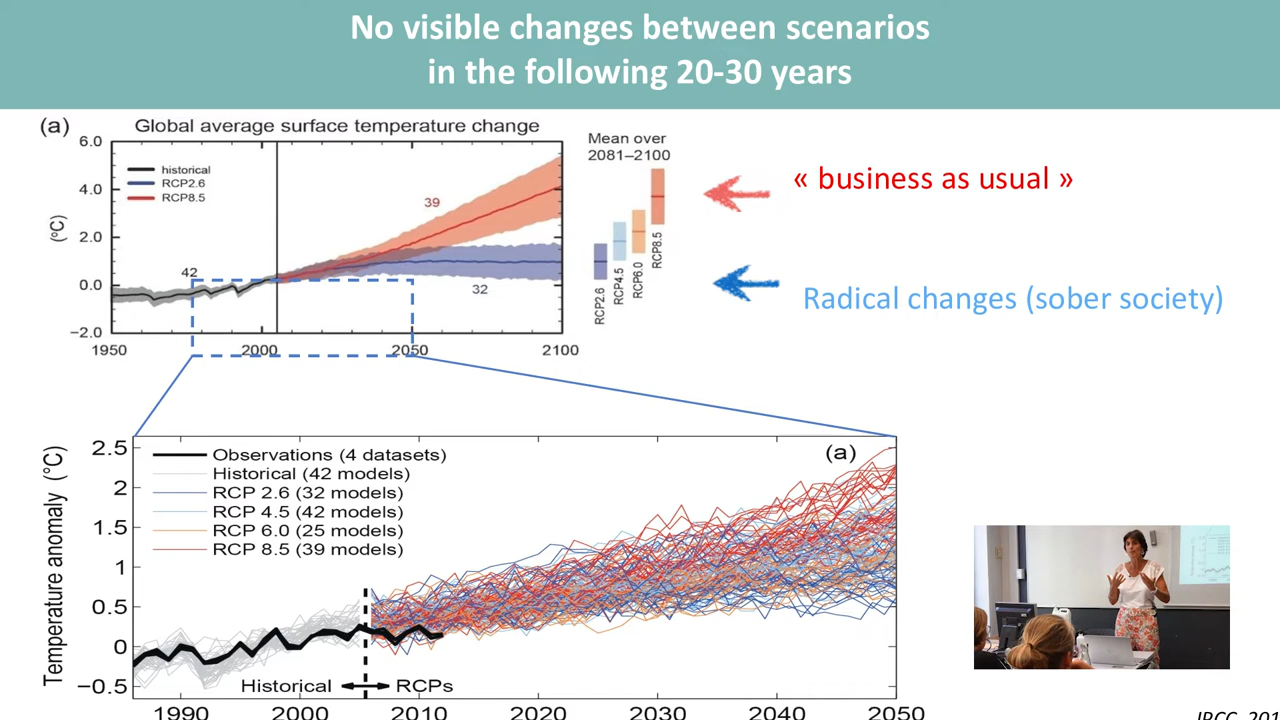 No visible changes between scenarios
in the following 20-30 years
(a)
Global average surface temperature change
6.0
4.0
2.0
0.0
−2.0
(°C)
historical
RCP2.6
RCP8.5
42
39
32
1950
2000
2050
2100
Mean over
2081–2100
RCP2.6
RCP4.5
RCP6.0
RCP8.5
« business as usual »
Radical changes (sober society)
(a)
Temperature anomaly (°C)
2.5
2
1.5
1
0.5
0
−0.5
Observations (4 datasets)
Historical (42 models)
RCP 2.6 (32 models)
RCP 4.5 (42 models)
RCP 6.0 (25 models)
RCP 8.5 (39 models)
Historical
RCPs
1990
2000
2010
2020
2030
2040
2050